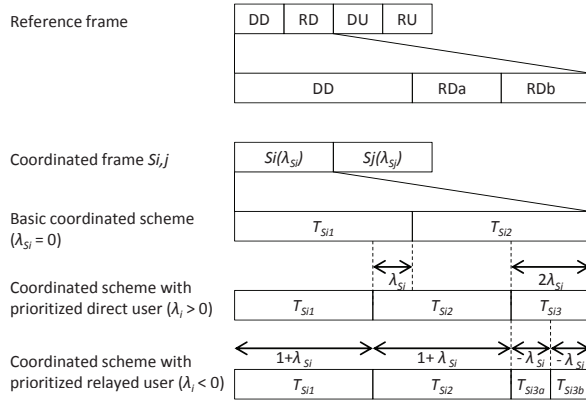 Reference frame
DD RD DU RU
DD RDa RDb
Coordinated frame Si,j
Si(λSi) Sj(λSj)
Basic coordinated scheme
(λSi = 0)
TSi1 TSi2
λSi 2λSi
Coordinated scheme with
prioritized direct user (λi > 0)
TSi1 TSi2 TSi3
1+λSi 1+ λSi - λSi - λSi
Coordinated scheme with
prioritized relayed user (λi < 0)
TSi1 TSi2 TSi3a TSi3b